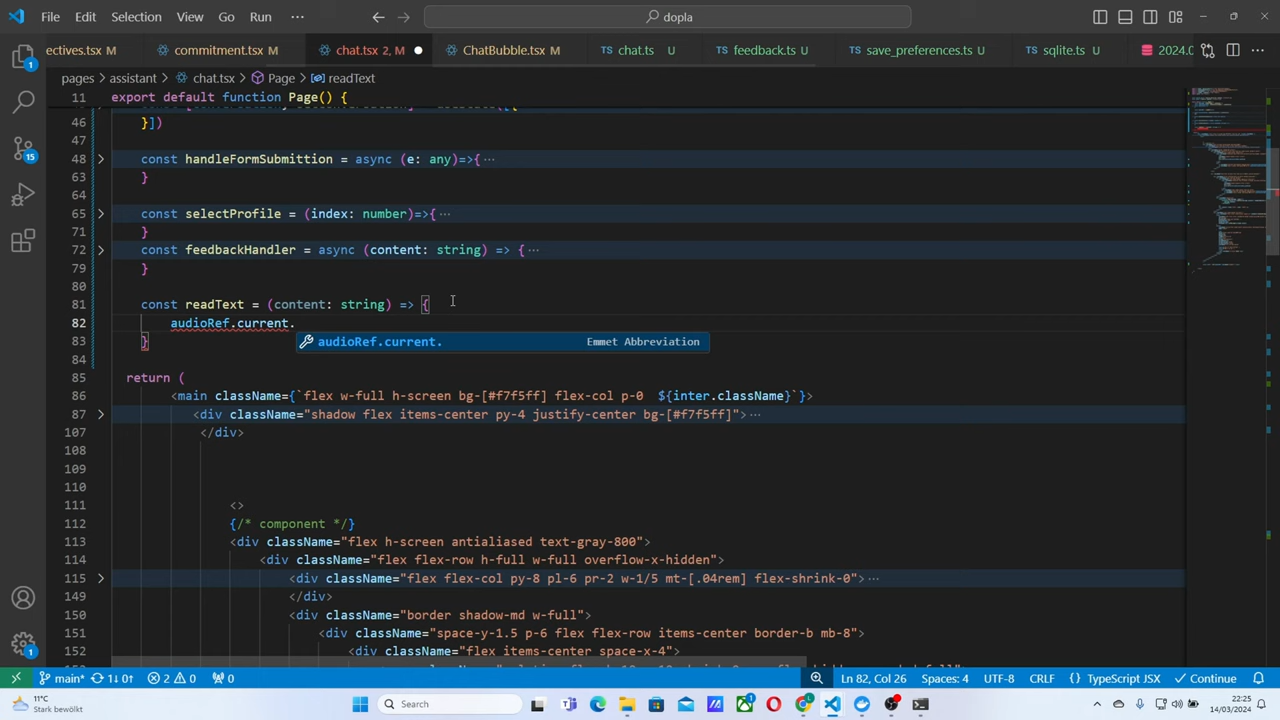 File Edit Selection View Go Run ··· dopla
ectives.tsx M commitment.tsx M chat.tsx 2, M ChatBubble.tsx M chat.ts U feedback.ts U save_preferences.ts U sqlite.ts U 2024.0
pages > assistant > chat.tsx > Page > readText
11 export default function Page() {
46 }])
47
48 const handleFormSubmittion = async (e: any)=>{···
63 }
64
65 const selectProfile = (index: number)=>{···
71 }
72 const feedbackHandler = async (content: string) => {···
79 }
80
81 const readText = (content: string) => {
82 audioRef.current.
audioRef.current. Emmet Abbreviation
83 }
84
85 return (
86 <main className={`flex w-full h-screen bg-[#f7f5ff] flex-col p-0 ${inter.className}`}>
87 <div className="shadow flex items-center py-4 justify-center bg-[#f7f5ff]">···
107 </div>
108
109
110
111 <>
112 {/* component */}
113 <div className="flex h-screen antialiased text-gray-800">
114 <div className="flex flex-row h-full w-full overflow-x-hidden">
115 <div className="flex flex-col py-8 pl-6 pr-2 w-1/5 mt-[.04rem] flex-shrink-0">···
149 </div>
150 <div className="border shadow-md w-full">
151 <div className="space-y-1.5 p-6 flex flex-row items-center border-b mb-8">
152 <div className="flex items-center space-x-4">
main* 11↑ 0↑ 2 0 0 Ln 82, Col 26 Spaces: 4 UTF-8 CRLF {} TypeScript JSX Continue
11°C
Stark bewölkt
Search
22:25
14/03/2024